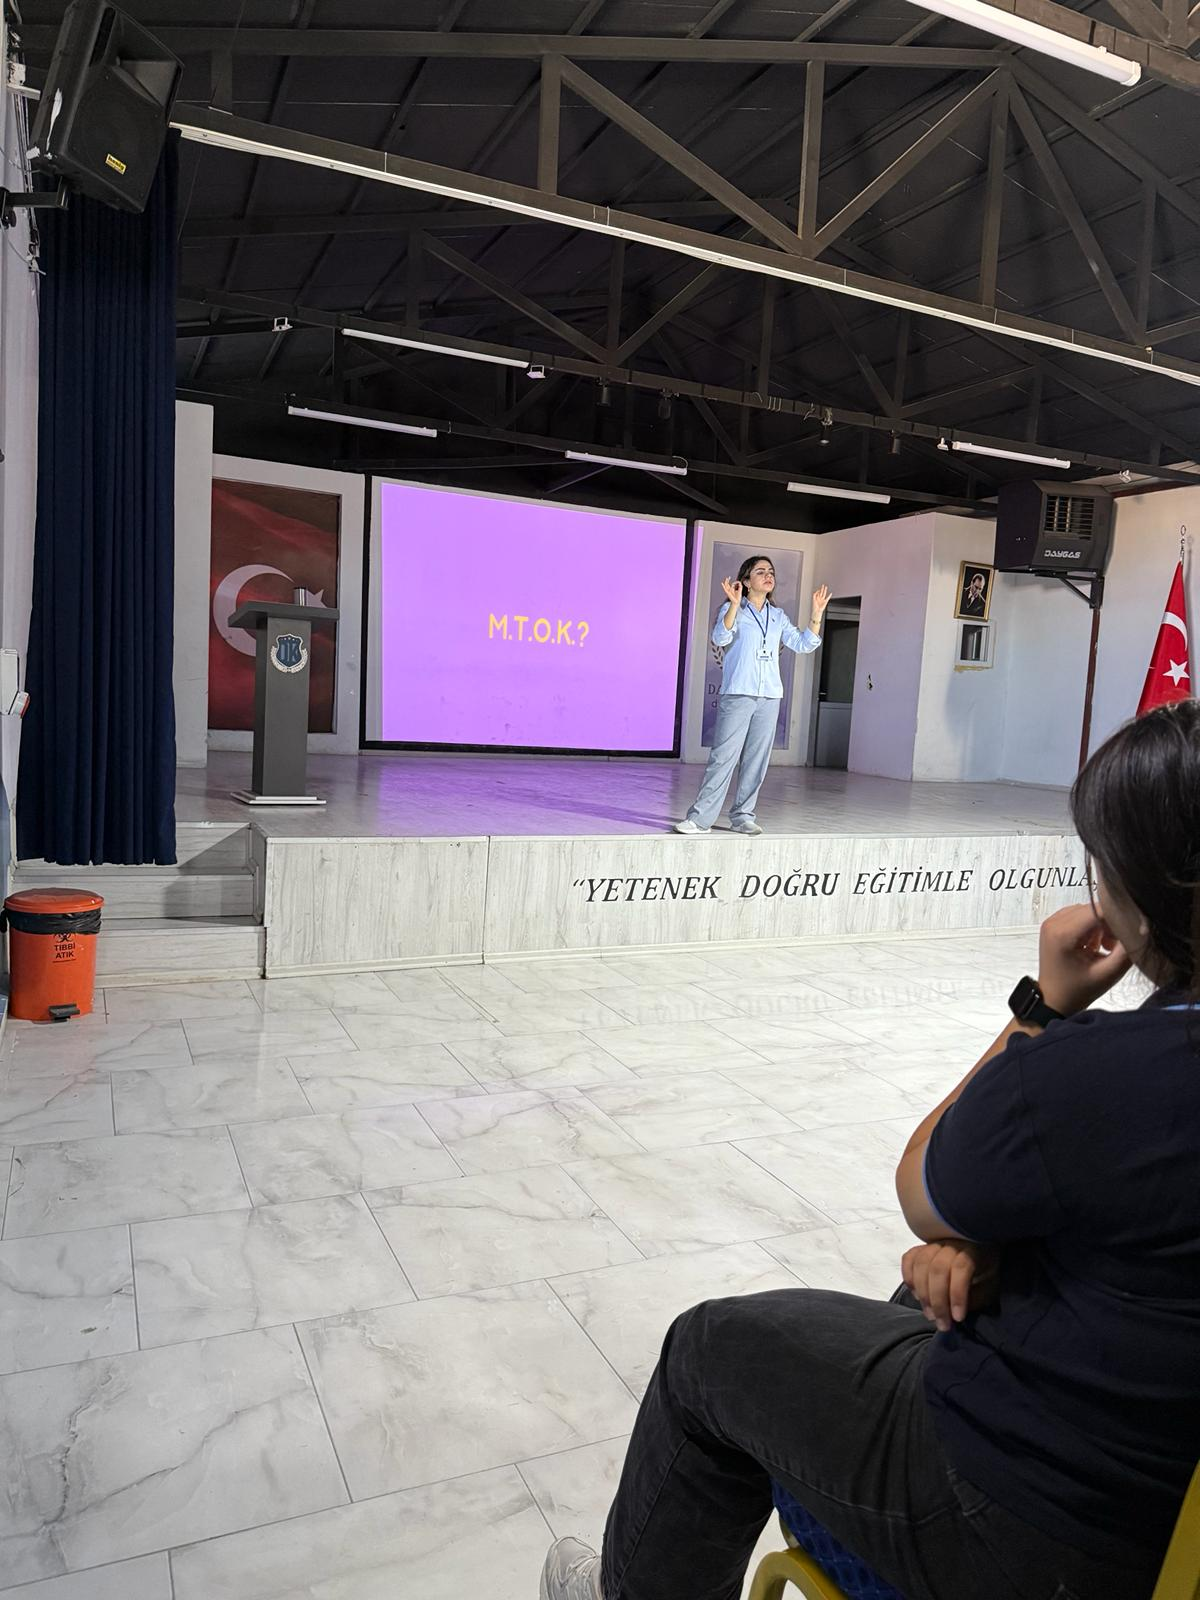 DAYGAS
M.T.O.K.?
"YETENEK DOĞRU EĞİTİMLE OLGUNLA
TIBBİ
ATIK